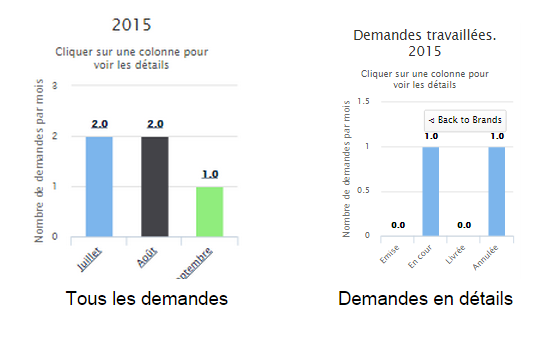 2015
Cliquer sur une colonne pour
voir les détails
Nombre de demandes par mois
3
2
1
0
2.0
2.0
1.0
Juillet
Août
eptembre
Tous les demandes
Demandes travaillées.
2015
Cliquer sur une colonne pour
voir les détails
Nombre de demandes par mois
1.5
1
0.5
0
< Back to Brands
0.0
1.0
0.0
1.0
Emise
En cour
Livrée
Annulée
Demandes en détails